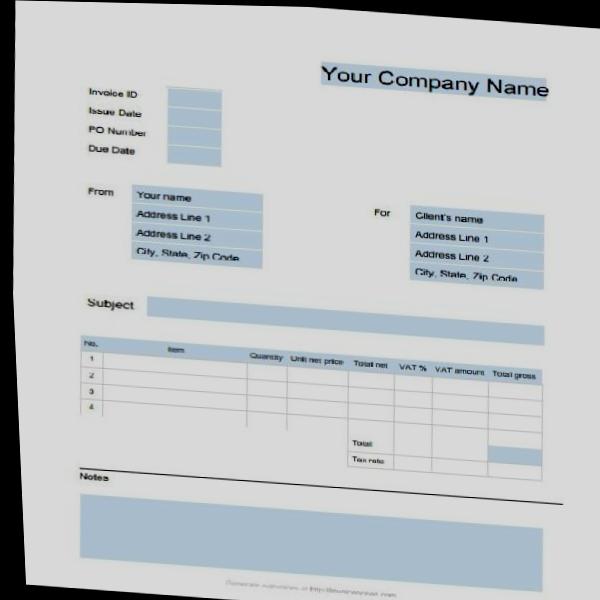 Your Company Name
Invoice ID
Issue Date
PO Number
Due Date
From
Your name
Address Line 1
Address Line 2
City, State, Zip Code
For
Client's name
Address Line 1
Address Line 2
City, State, Zip Code
Subject
No. Item Quantity Unit net price Total net VAT % VAT amount Total gross
1
2
3
4
Total
Tax rate
Notes